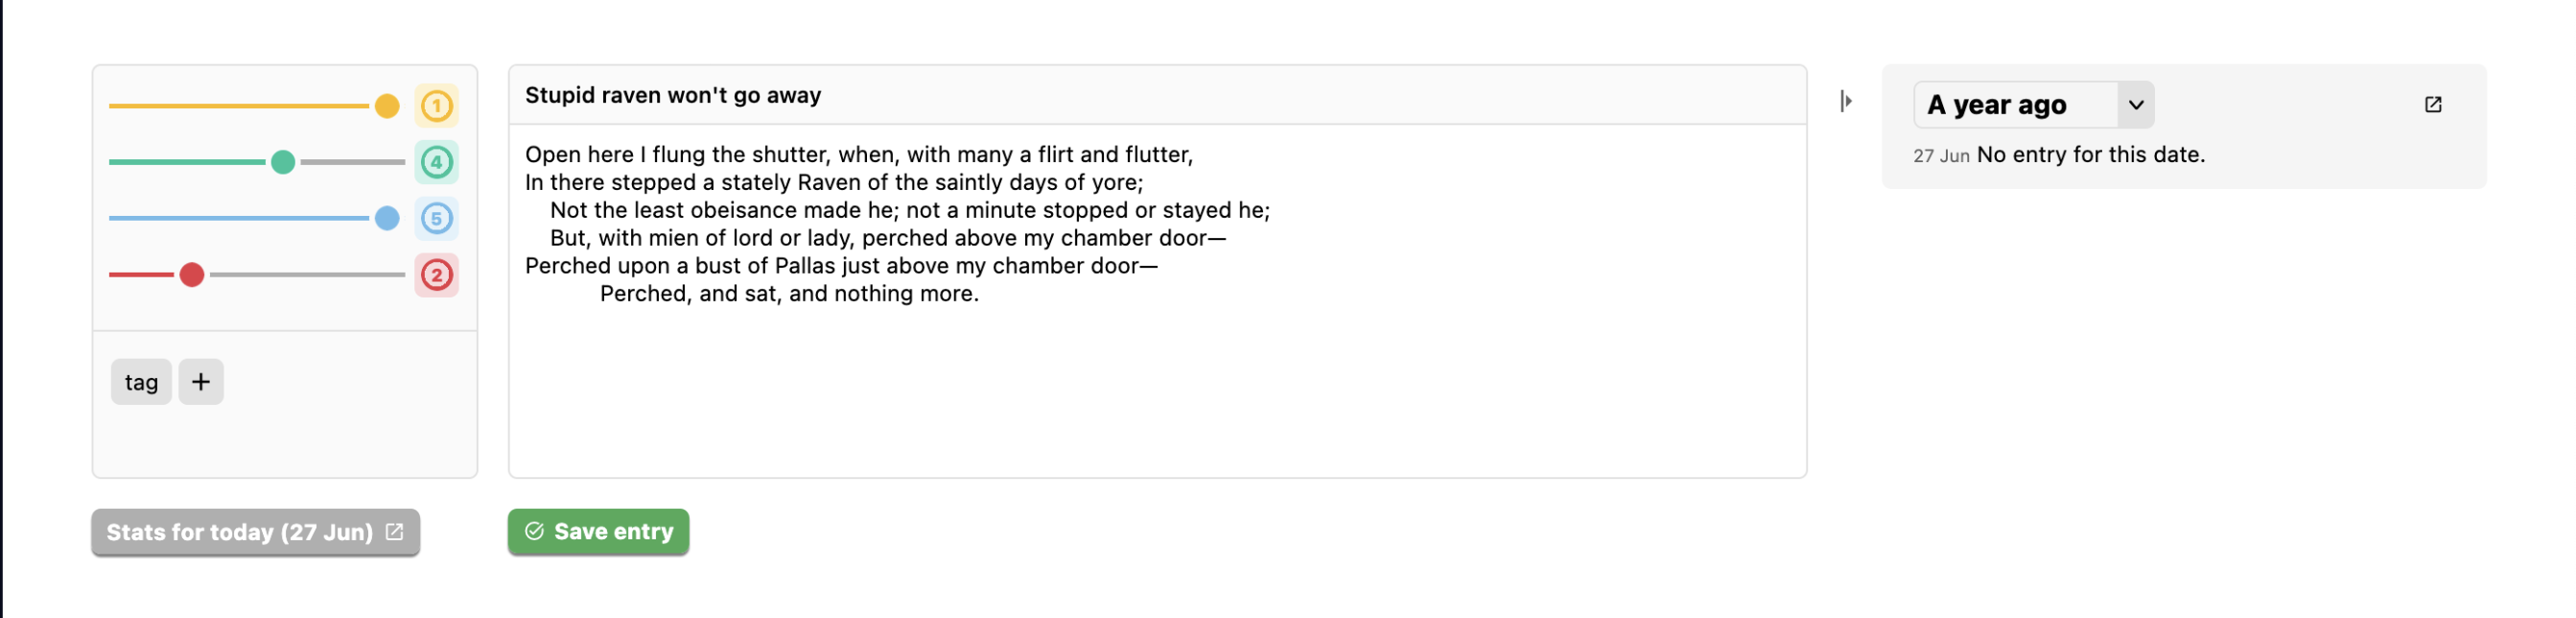 1
4
5
2
tag +
Stats for today (27 Jun)
Stupid raven won't go away
Open here I flung the shutter, when, with many a flirt and flutter,
In there stepped a stately Raven of the saintly days of yore;
Not the least obeisance made he; not a minute stopped or stayed he;
But, with mien of lord or lady, perched above my chamber door—
Perched upon a bust of Pallas just above my chamber door—
Perched, and sat, and nothing more.
Save entry
A year ago
27 Jun No entry for this date.